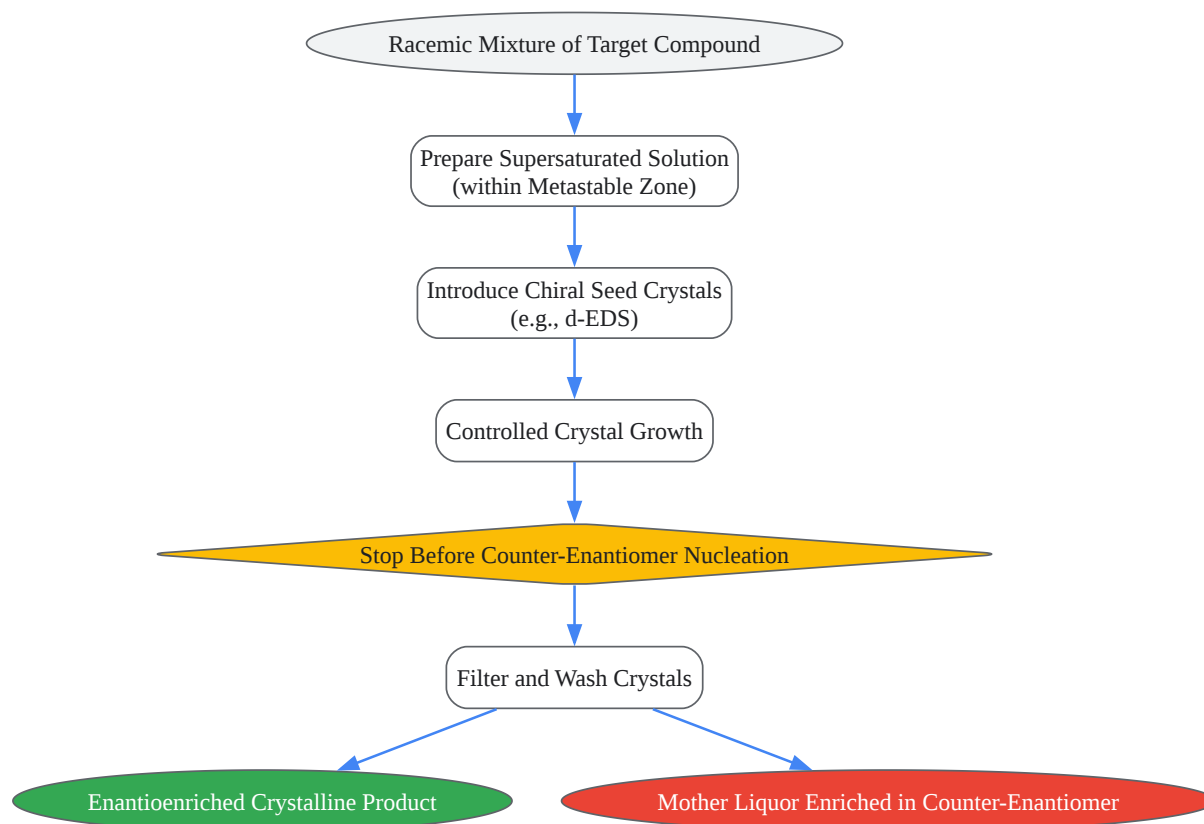 Racemic Mixture of Target Compound
Prepare Supersaturated Solution
(within Metastable Zone)
Introduce Chiral Seed Crystals
(e.g., d-EDS)
Controlled Crystal Growth
Stop Before Counter-Enantiomer Nucleation
Filter and Wash Crystals
Enantioenriched Crystalline Product
Mother Liquor Enriched in Counter-Enantiomer